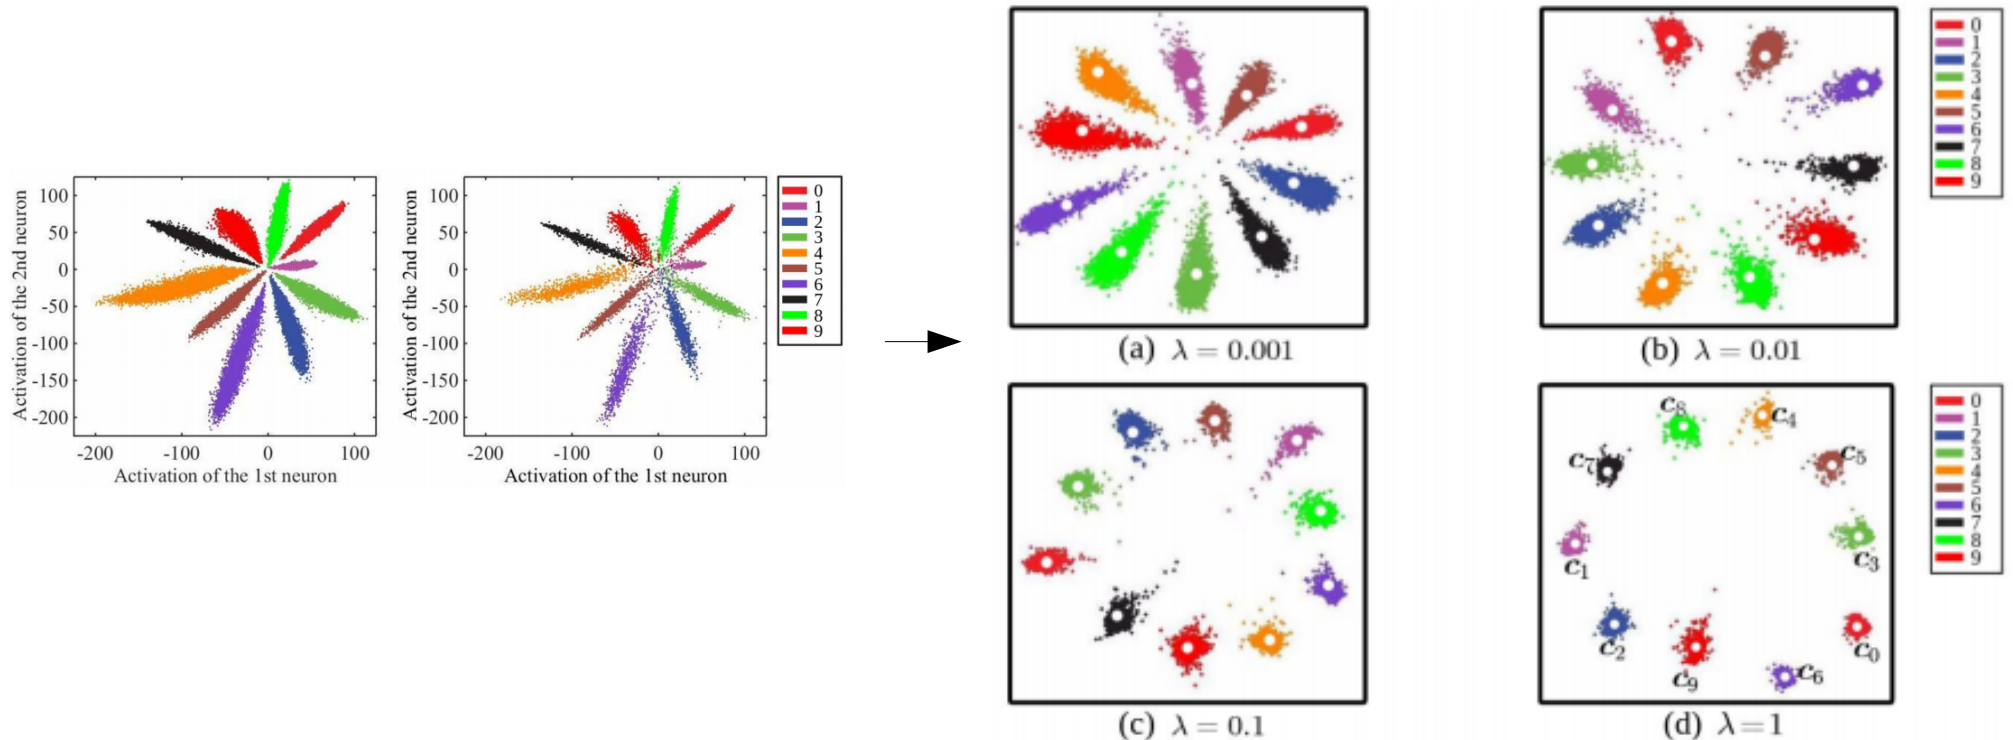 100
50
0
-50
-100
-150
-200
-200 -100 0 100
Activation of the 1st neuron
Activation of the 2nd neuron
100
50
0
-50
-100
-150
-200
-200 -100 0 100
Activation of the 1st neuron
Activation of the 2nd neuron
0
1
2
3
4
5
6
7
8
9
(a) λ = 0.001
(b) λ = 0.01
0
1
2
3
4
5
6
7
8
9
(c) λ = 0.1
c8
c4
c7
c5
c1
c3
c2
c0
c9
c6
(d) λ = 1
0
1
2
3
4
5
6
7
8
9